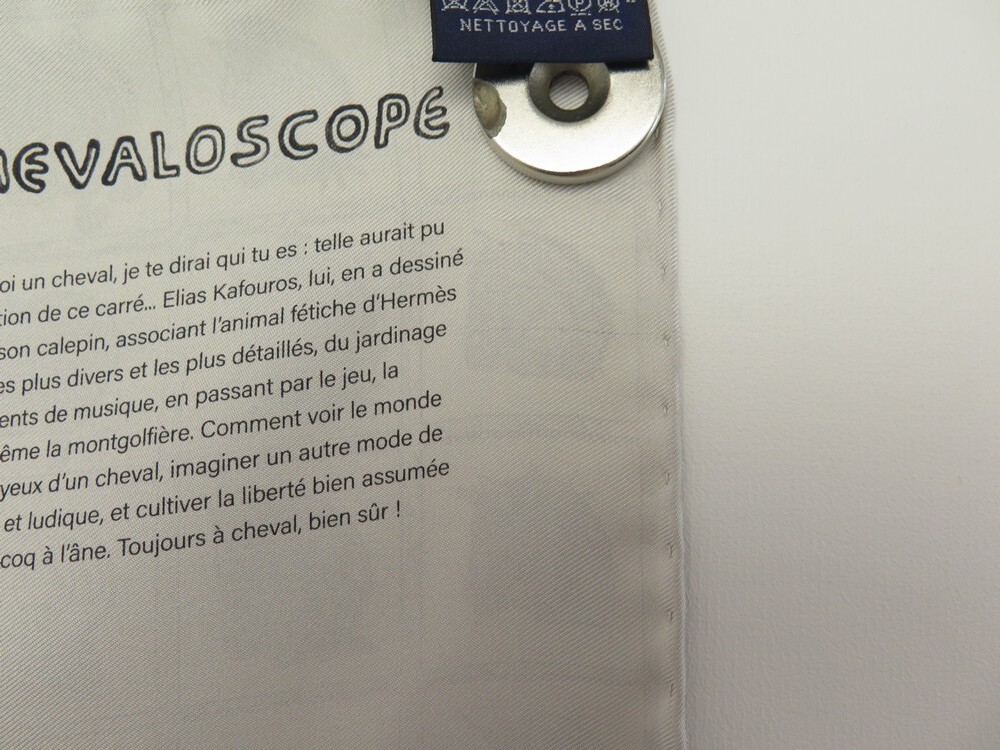 NETTOYAGE A SEC
HEVALOSCOPE
oi un cheval, je te dirai qui tu es : telle aurait pu
tion de ce carré... Elias Kafouros, lui, en a dessiné
son calepin, associant l'animal fétiche d'Hermès
es plus divers et les plus détaillés, du jardinage
ents de musique, en passant par le jeu, la
ême la montgolfière. Comment voir le monde
yeux d'un cheval, imaginer un autre mode de
et ludique, et cultiver la liberté bien assumée
coq à l'âne. Toujours à cheval, bien sûr !